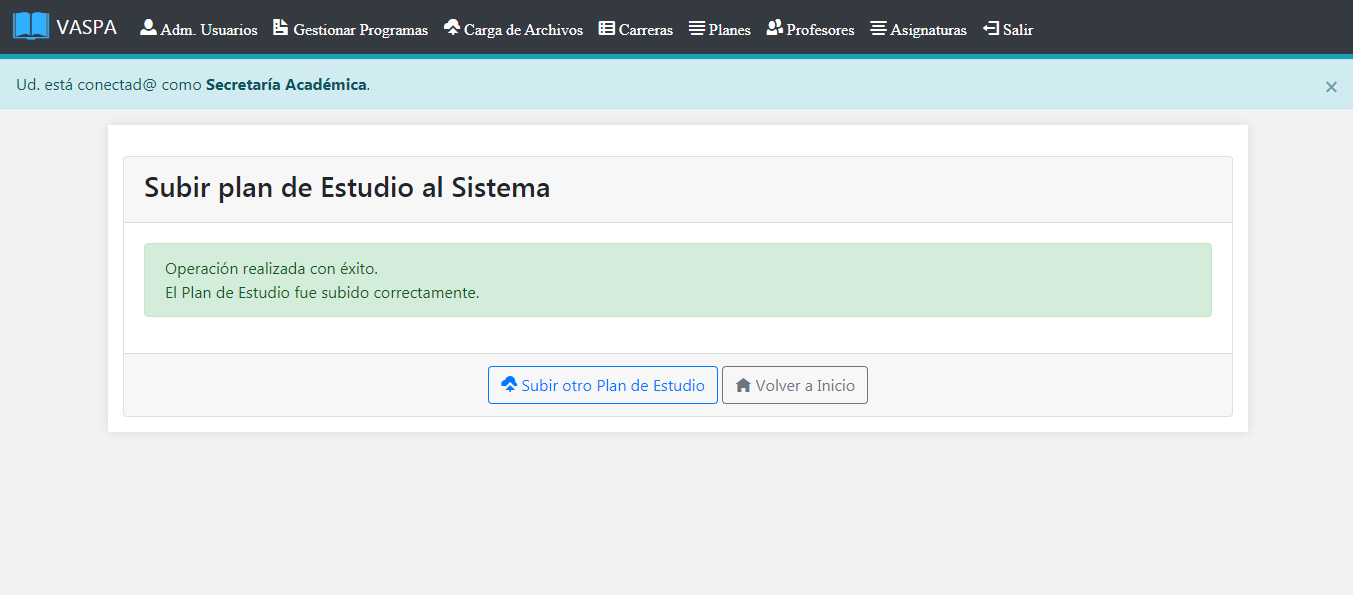 VASPA Adm. Usuarios Gestionar Programas Carga de Archivos Carreras Planes Profesores Asignaturas Salir
Ud. está conectad@ como Secretaría Académica. ×
Subir plan de Estudio al Sistema
Operación realizada con éxito.
El Plan de Estudio fue subido correctamente.
Subir otro Plan de Estudio Volver a Inicio